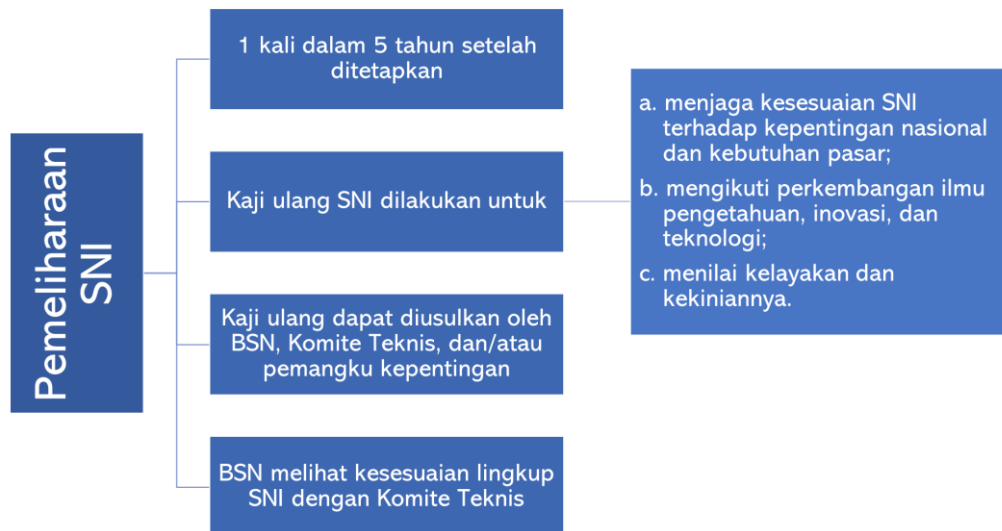 Pemeliharaan
SNI
1 kali dalam 5 tahun setelah
ditetapkan
Kaji ulang SNI dilakukan untuk
a. menjaga kesesuaian SNI
terhadap kepentingan nasional
dan kebutuhan pasar;
b. mengikuti perkembangan ilmu
pengetahuan, inovasi, dan
teknologi;
c. menilai kelayakan dan
kekiniannya.
Kaji ulang dapat diusulkan oleh
BSN, Komite Teknis, dan/atau
pemangku kepentingan
BSN melihat kesesuaian lingkup
SNI dengan Komite Teknis